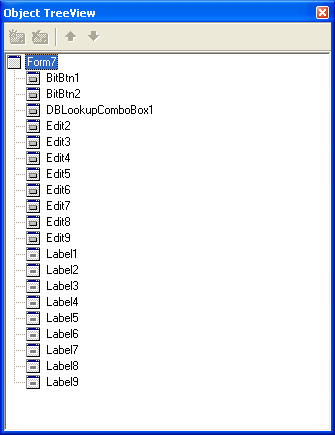 Object TreeView
Form7
BitBtn1
BitBtn2
DBLookupComboBox1
Edit2
Edit3
Edit4
Edit5
Edit6
Edit7
Edit8
Edit9
Label1
Label2
Label3
Label4
Label5
Label6
Label7
Label8
Label9